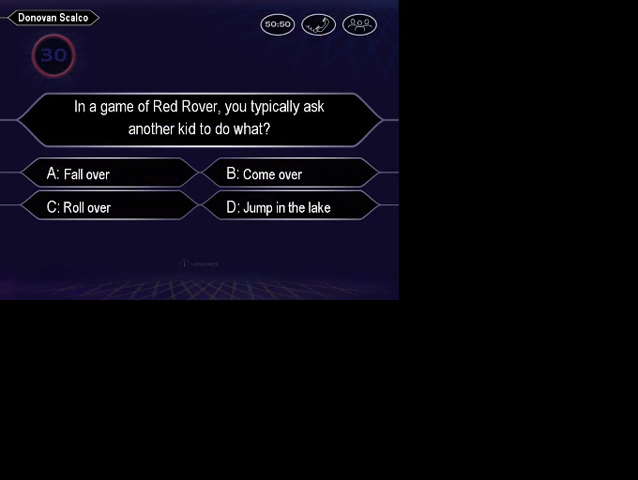 Donovan Scalco
50:50
30
In a game of Red Rover, you typically ask
another kid to do what?
A: Fall over
B: Come over
C: Roll over
D: Jump in the lake